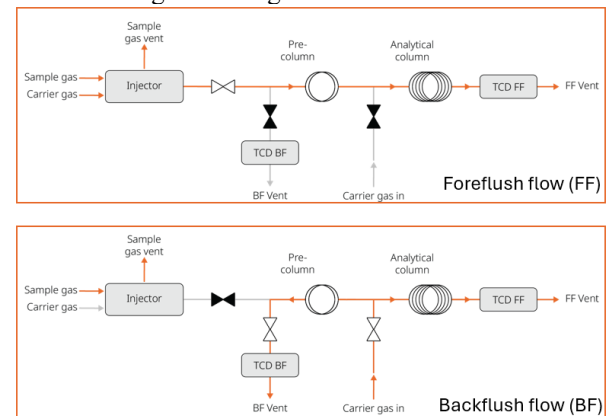 Sample
gas vent
Pre-
column
Analytical
column
Sample gas
Carrier gas
Injector
TCD FF
FF Vent
TCD BF
BF Vent
Carrier gas in
Foreflush flow (FF)
Sample
gas vent
Pre-
column
Analytical
column
Sample gas
Carrier gas
Injector
TCD FF
FF Vent
TCD BF
BF Vent
Carrier gas in
Backflush flow (BF)